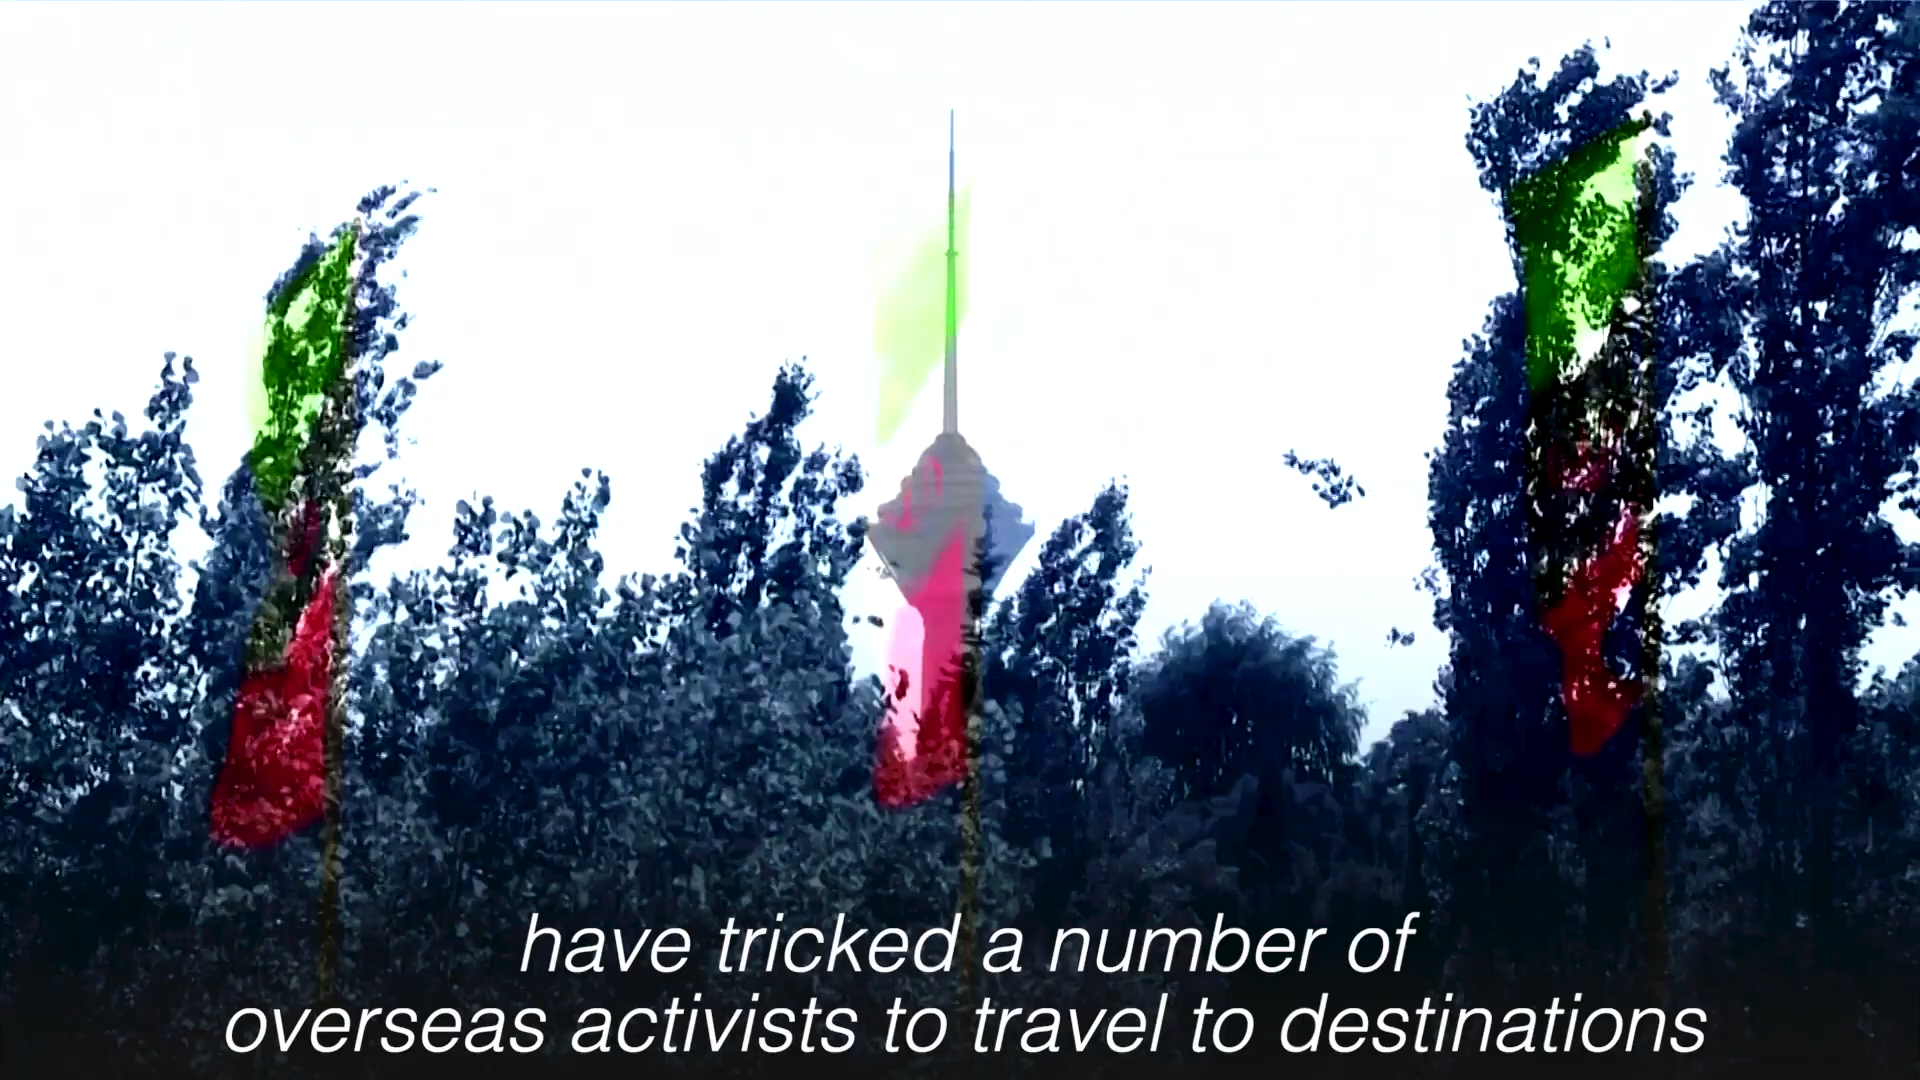 have tricked a number of
overseas activists to travel to destinations